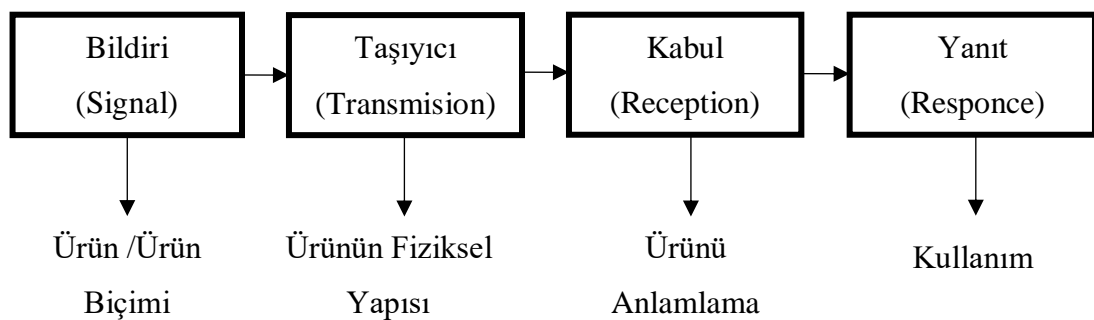 Bildiri
(Signal)
Taşıyıcı
(Transmision)
Kabul
(Reception)
Yanıt
(Responce)
Ürün /Ürün
Biçimi
Ürünün Fiziksel
Yapısı
Ürünü
Anlamlama
Kullanım